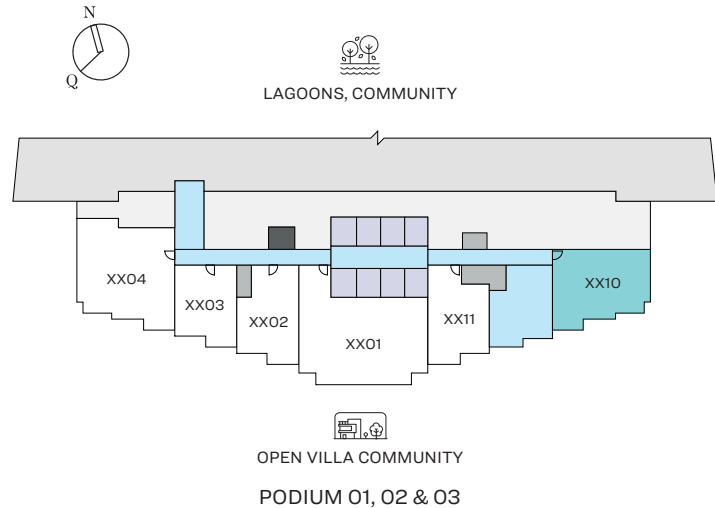 N
Q
LAGOONS, COMMUNITY
XX04
XX03
XX02
XX01
XX11
XX10
OPEN VILLA COMMUNITY
PODIUM 01, 02 & 03